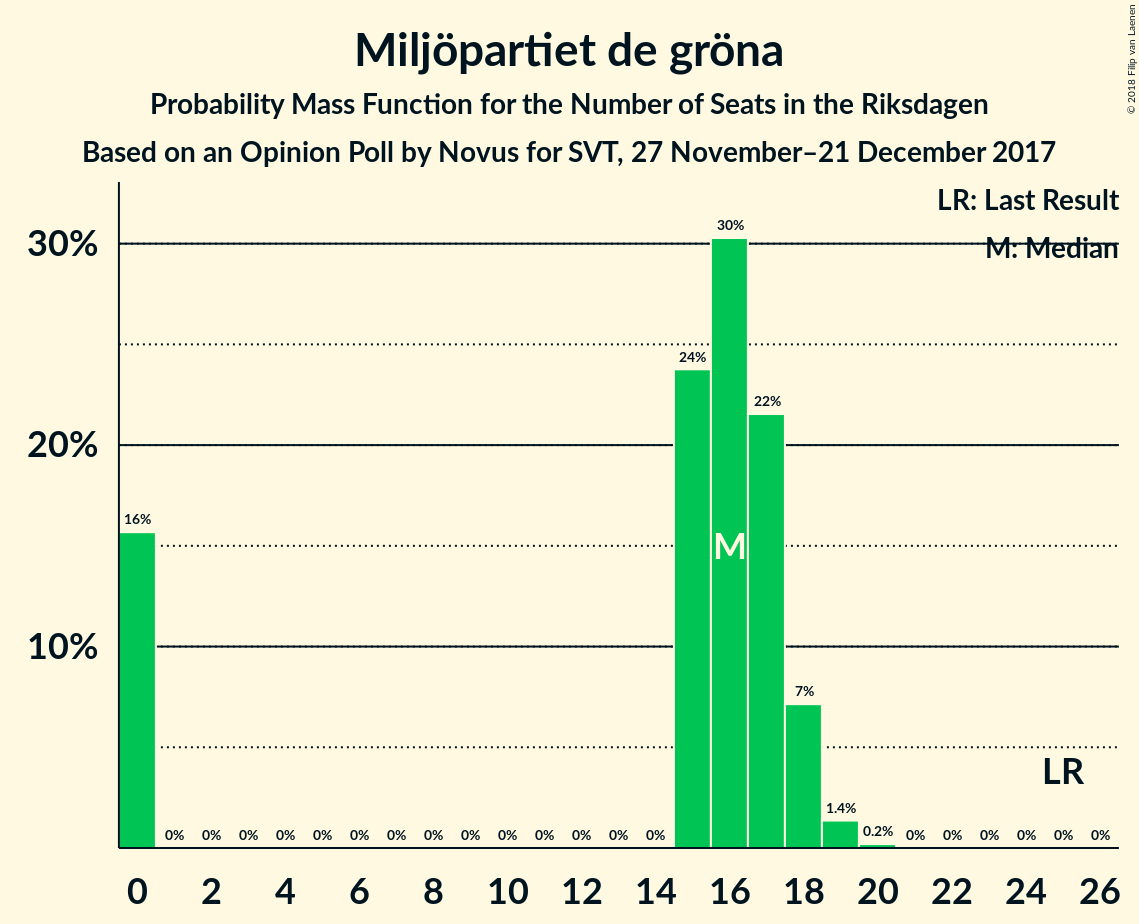 Miljöpartiet de gröna
Probability Mass Function for the Number of Seats in the Riksdagen
Based on an Opinion Poll by Novus for SVT, 27 November–21 December 2017
© 2018 Filip van Laenen
LR: Last Result
M: Median
30%
20%
10%
16%
0% 0% 0% 0% 0% 0% 0% 0% 0% 0% 0% 0% 0% 0%
24%
30%
22%
7%
1.4%
0.2%
0% 0% 0% 0% 0% 0%
M
LR
0 2 4 6 8 10 12 14 16 18 20 22 24 26